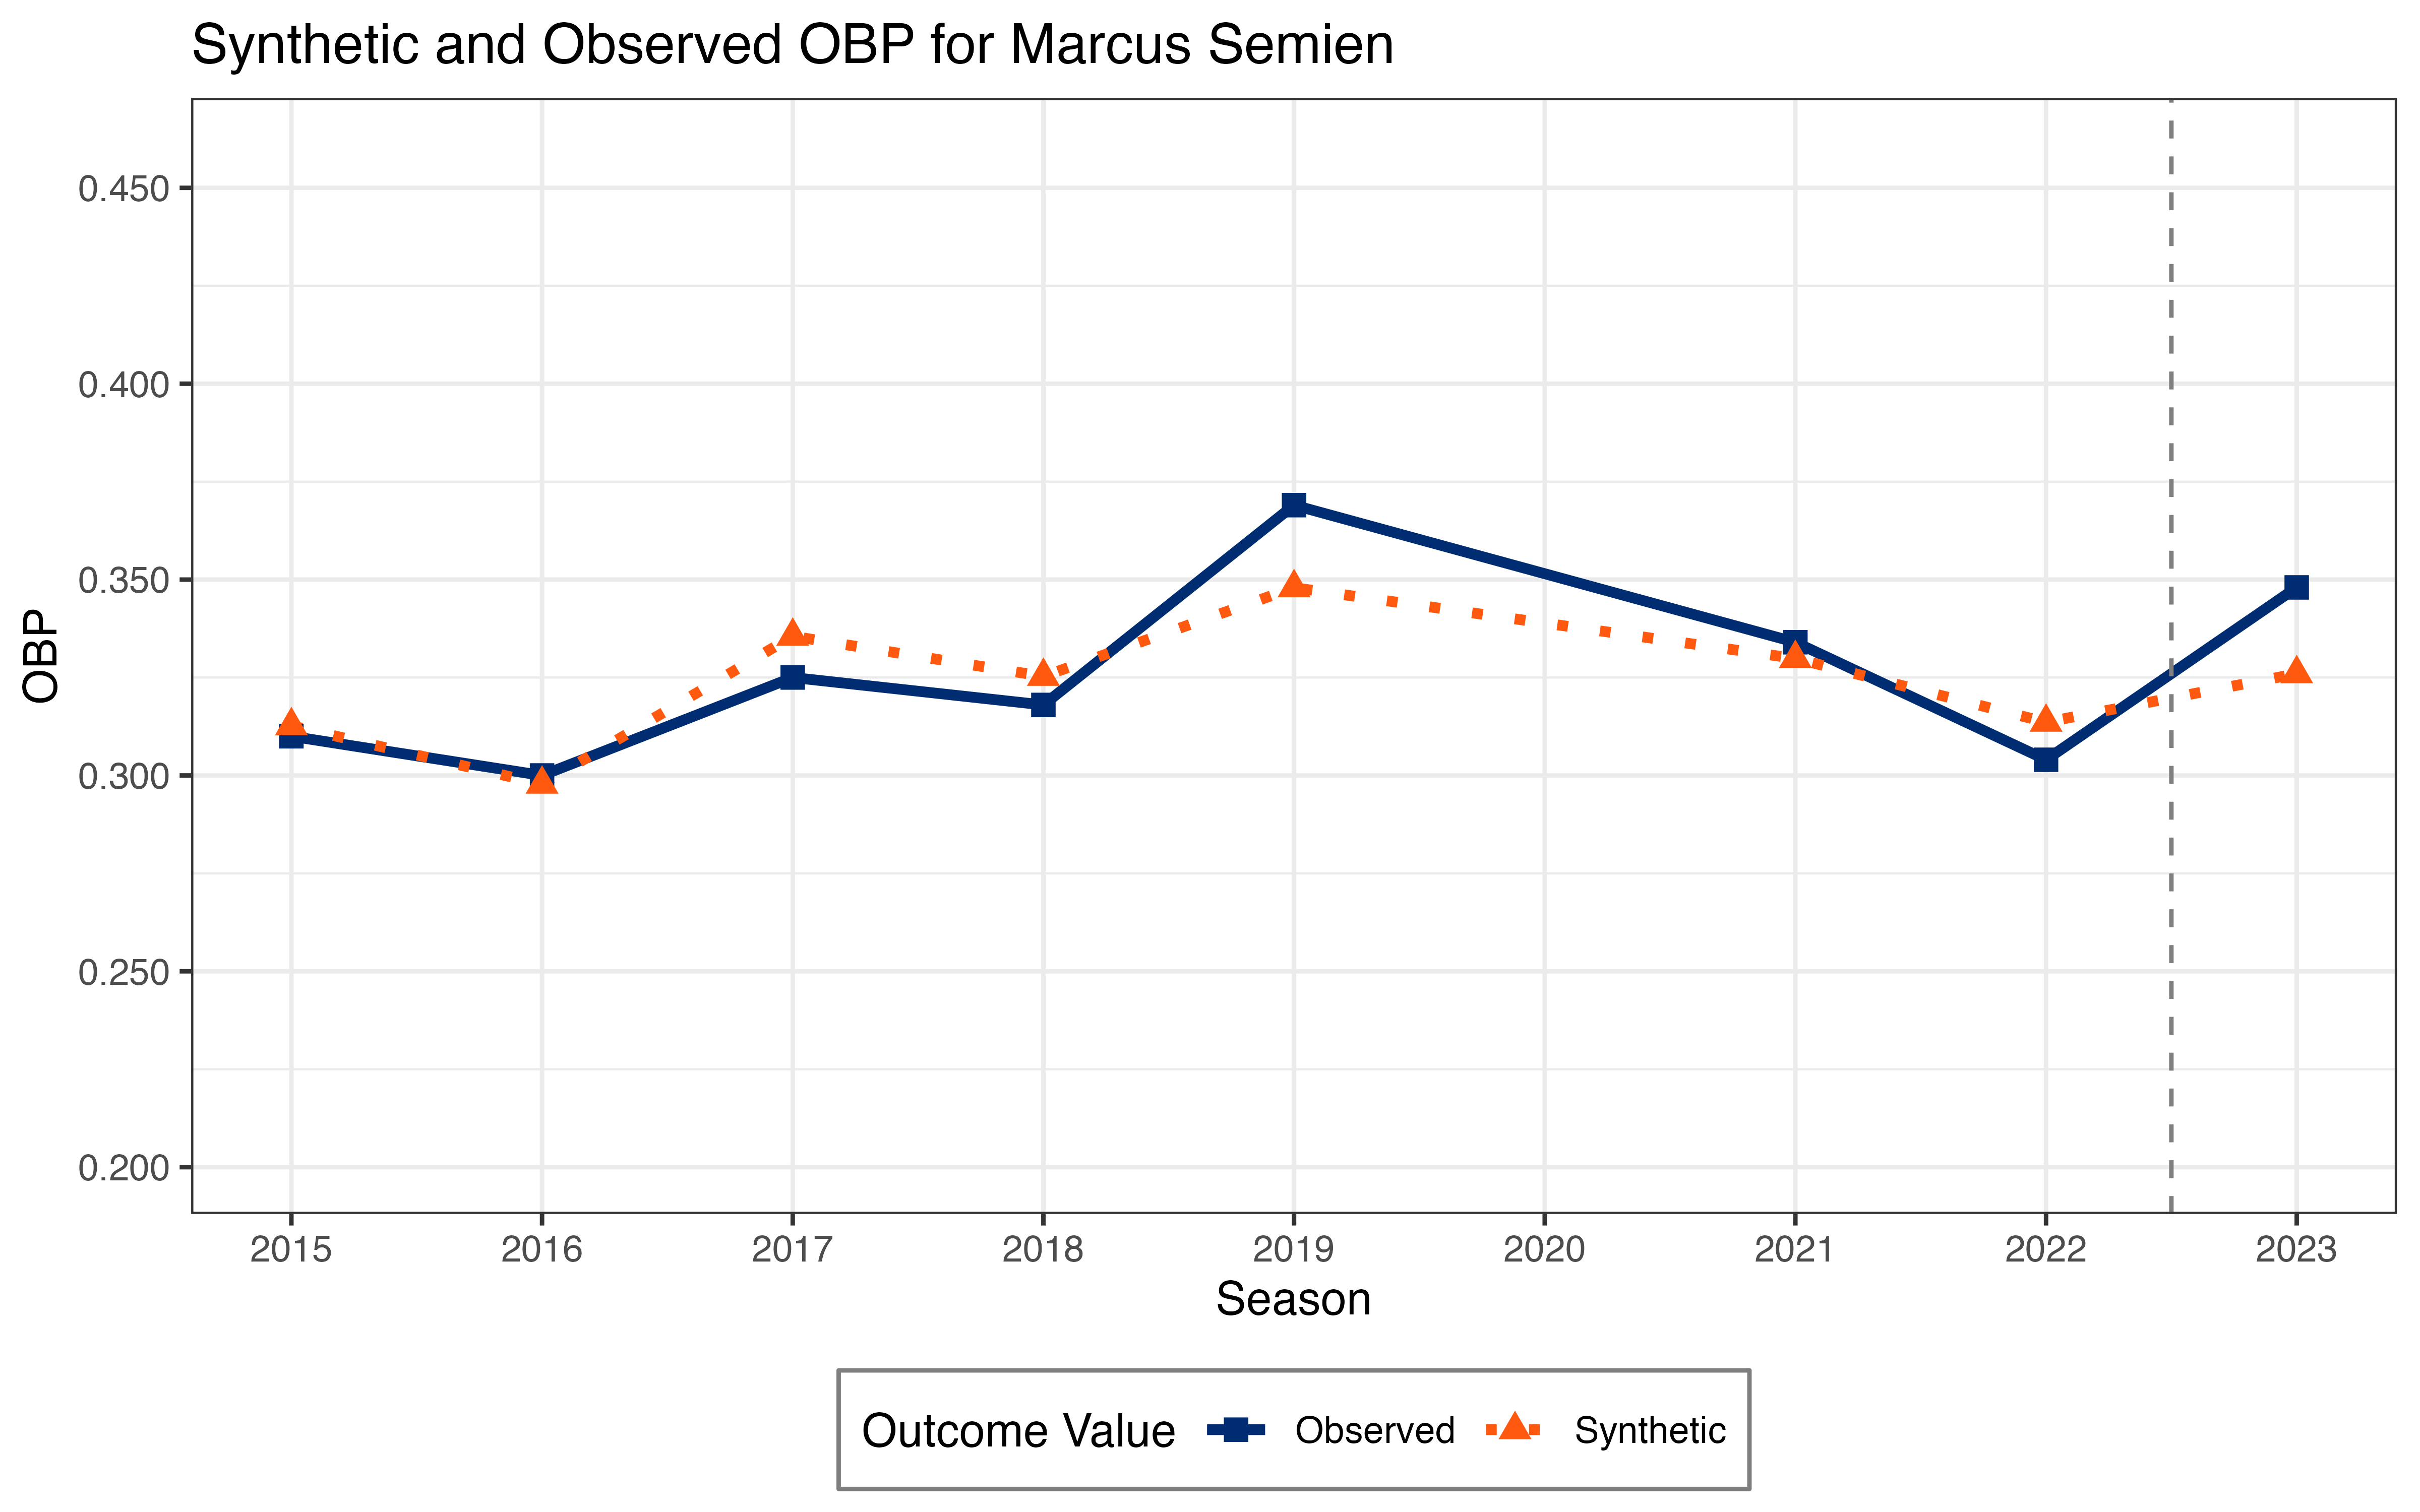 Synthetic and Observed OBP for Marcus Semien
0.450
0.400
0.350
0.300
0.250
0.200
OBP
2015 2016 2017 2018 2019 2020 2021 2022 2023
Season
Outcome Value Observed Synthetic